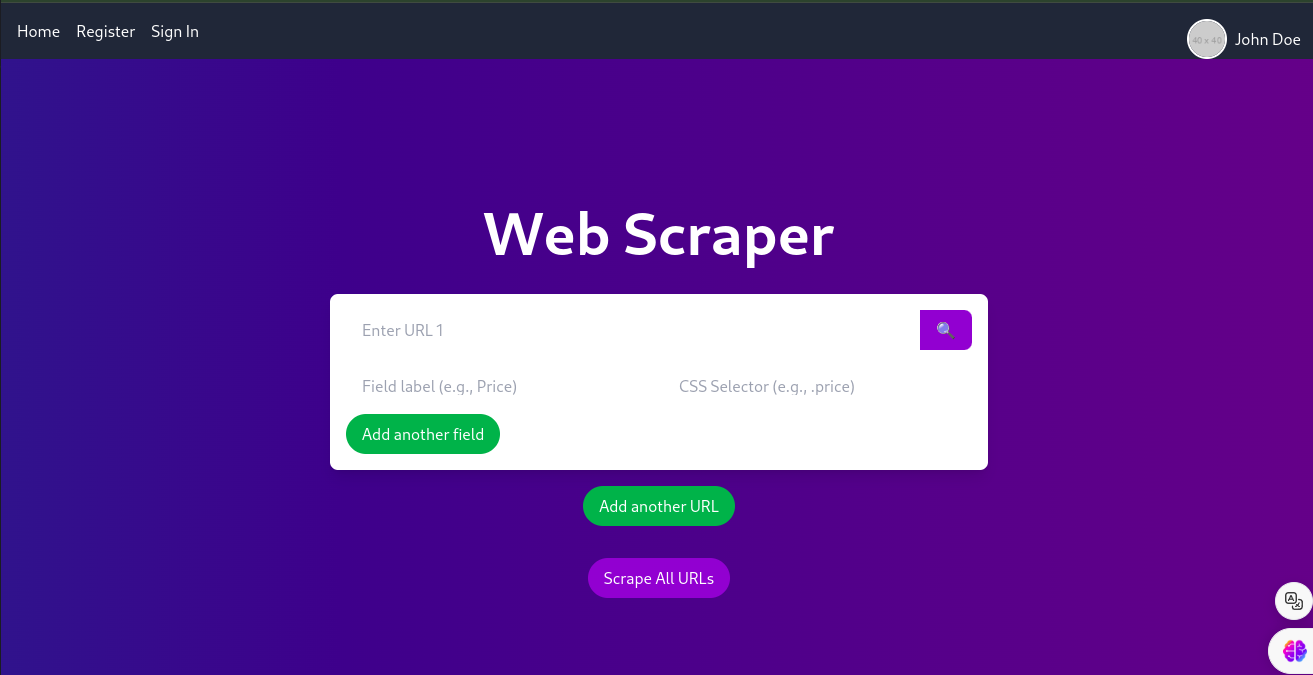 Home Register Sign In
40 x 40 John Doe
Web Scraper
Enter URL 1
Field label (e.g., Price) CSS Selector (e.g., .price)
Add another field
Add another URL
Scrape All URLs